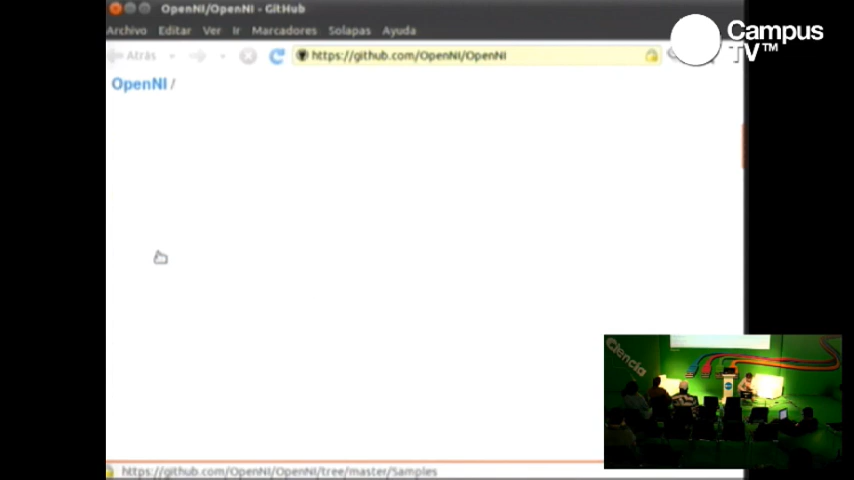 OpenNI/OpenNI - GitHub
Archivo Editar Ver Ir Marcadores Solapas Ayuda
Atrás https://github.com/OpenNI/OpenNI
OpenNI /
https://github.com/OpenNI/OpenNI/tree/master/Samples
Campus
TV™
Ciencia